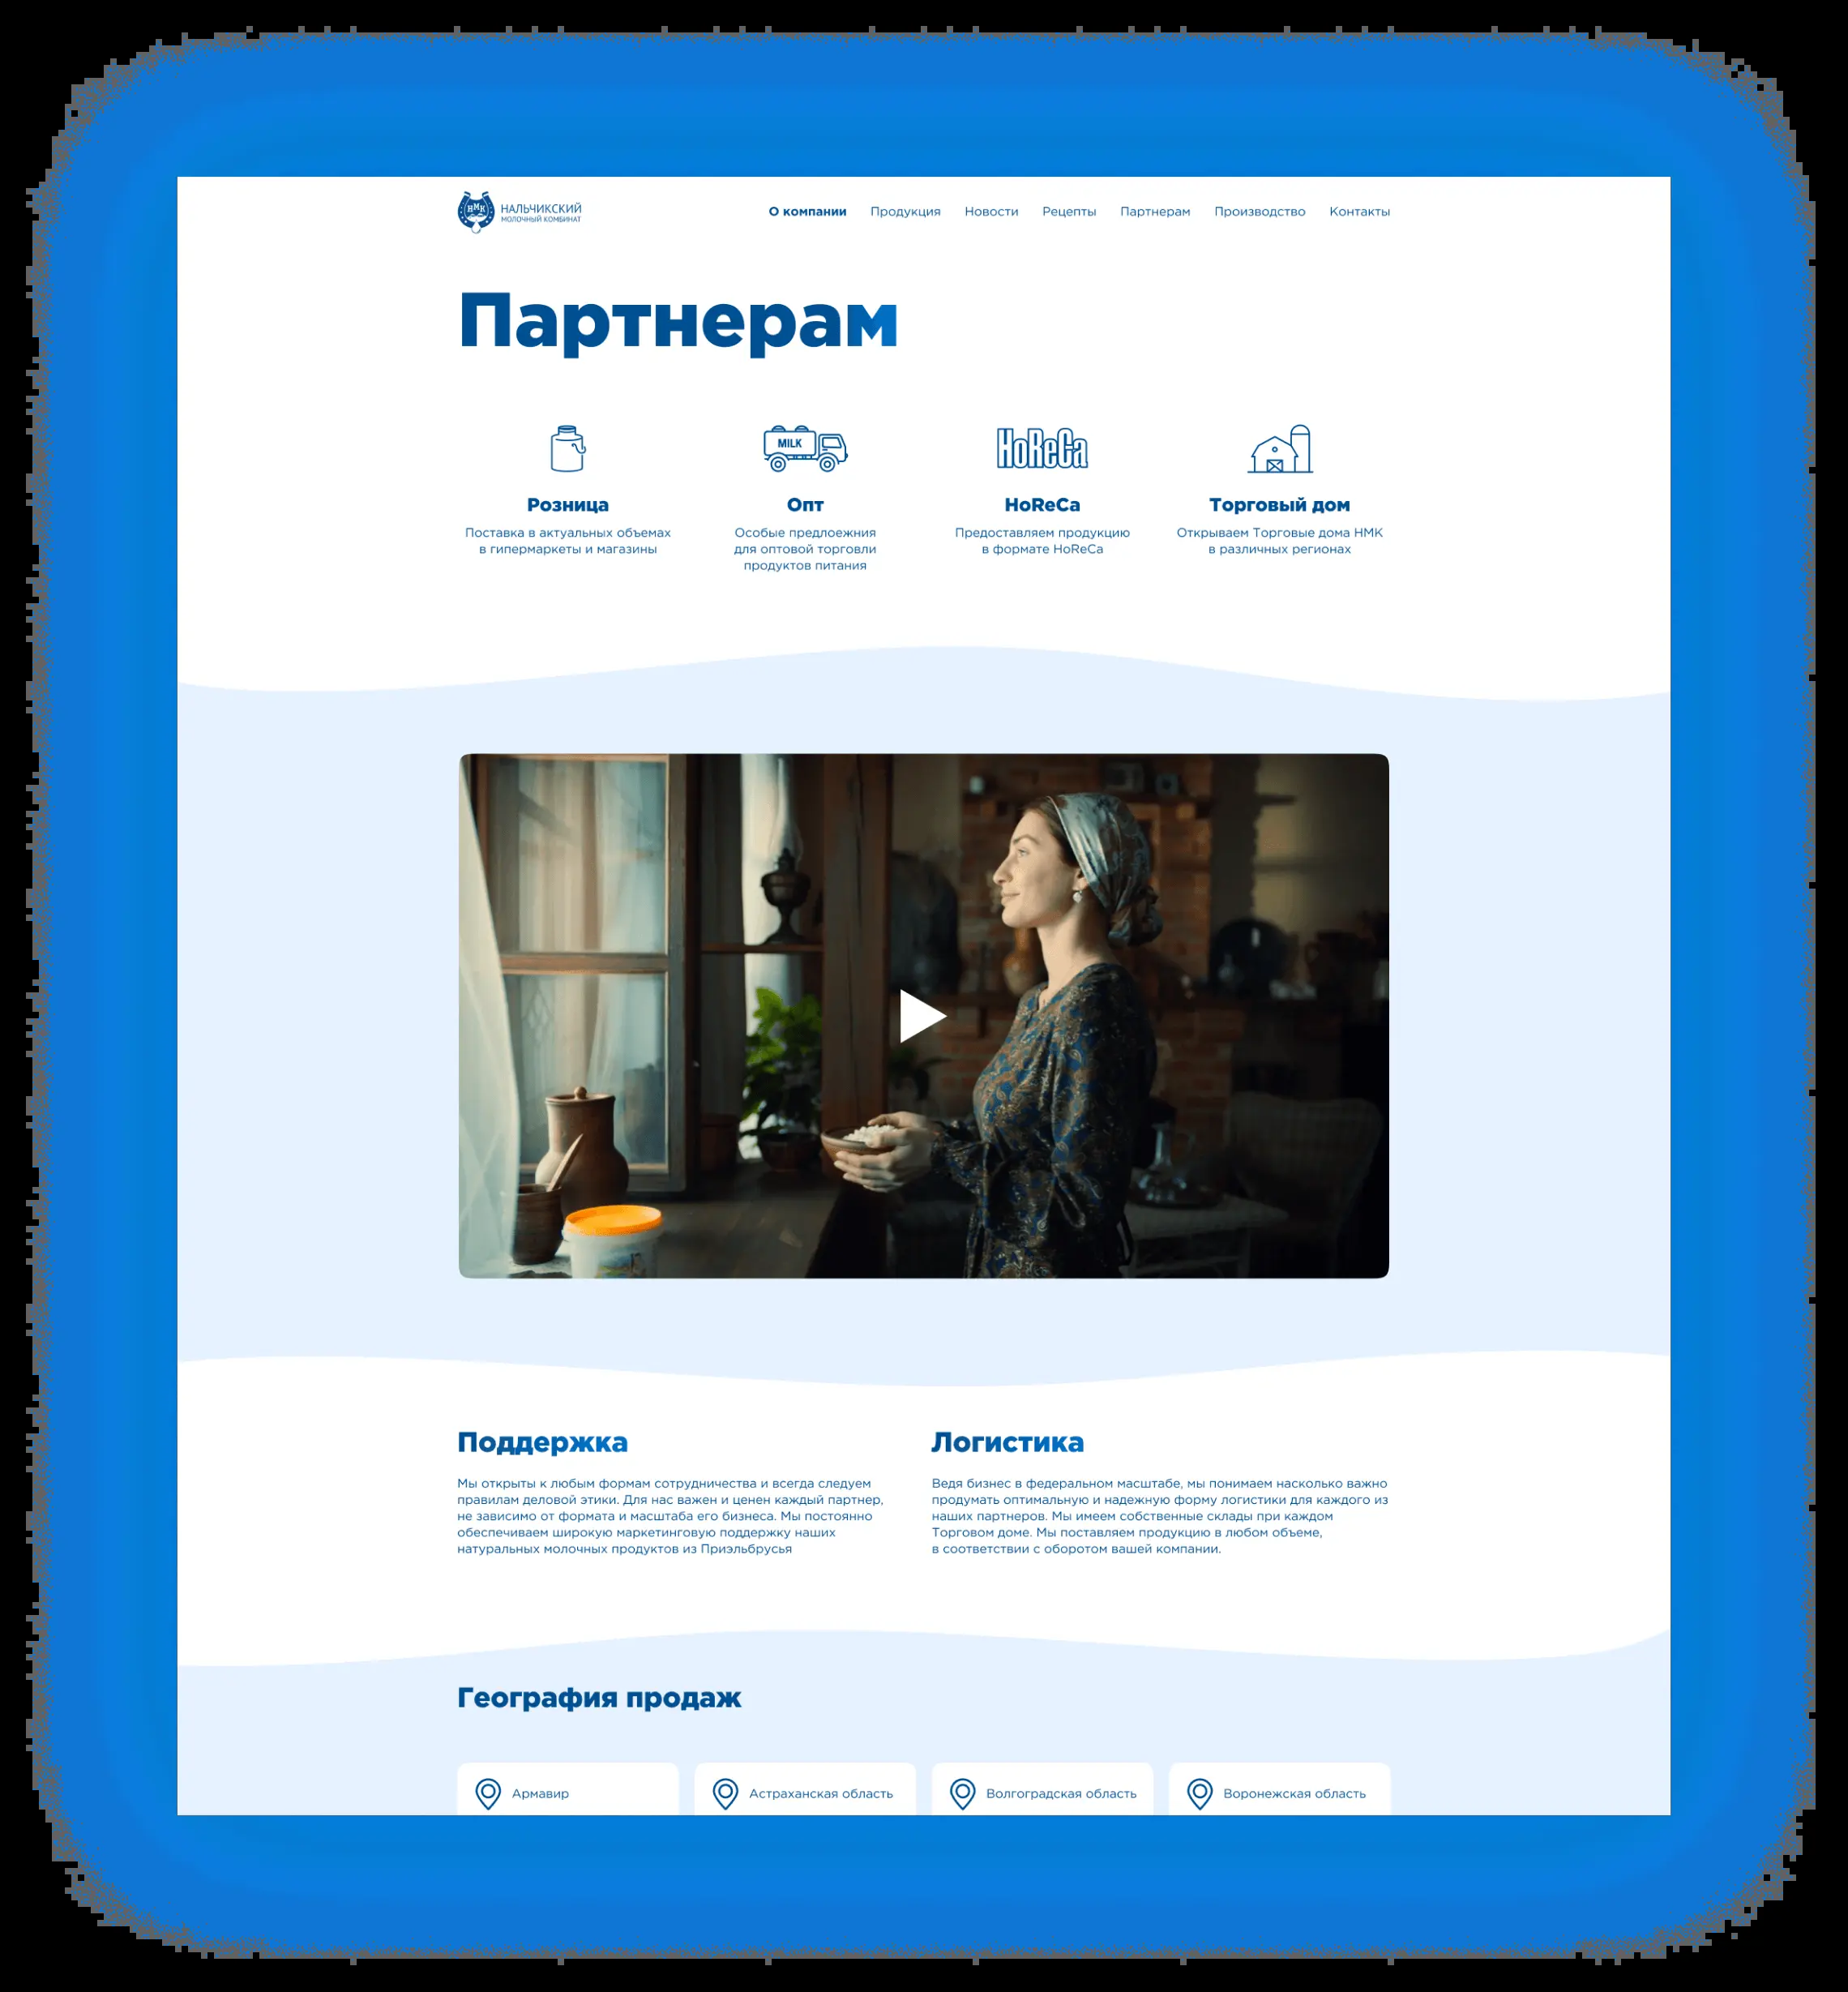 НМК
НАЛЬЧИКСКИЙ
МОЛОЧНЫЙ КОМБИНАТ
О компании Продукция Новости Рецепты Партнерам Производство Контакты
Партнерам
MILK
HoReCa
Розница
Поставка в актуальных объемах
в гипермаркеты и магазины
Опт
Особые предлоежния
для оптовой торговли
продуктов питания
HoReCa
Предоставляем продукцию
в формате HoReCa
Торговый дом
Открываем Торговые дома НМК
в различных регионах
Поддержка
Мы открыты к любым формам сотрудничества и всегда следуем
правилам деловой этики. Для нас важен и ценен каждый партнер,
не зависимо от формата и масштаба его бизнеса. Мы постоянно
обеспечиваем широкую маркетинговую поддержку наших
натуральных молочных продуктов из Приэльбрусья
Логистика
Ведя бизнес в федеральном масштабе, мы понимаем насколько важно
продумать оптимальную и надежную форму логистики для каждого из
наших партнеров. Мы имеем собственные склады при каждом
Торговом доме. Мы поставляем продукцию в любом объеме,
в соответствии с оборотом вашей компании.
География продаж
Армавир
Астраханская область
Волгоградская область
Воронежская область